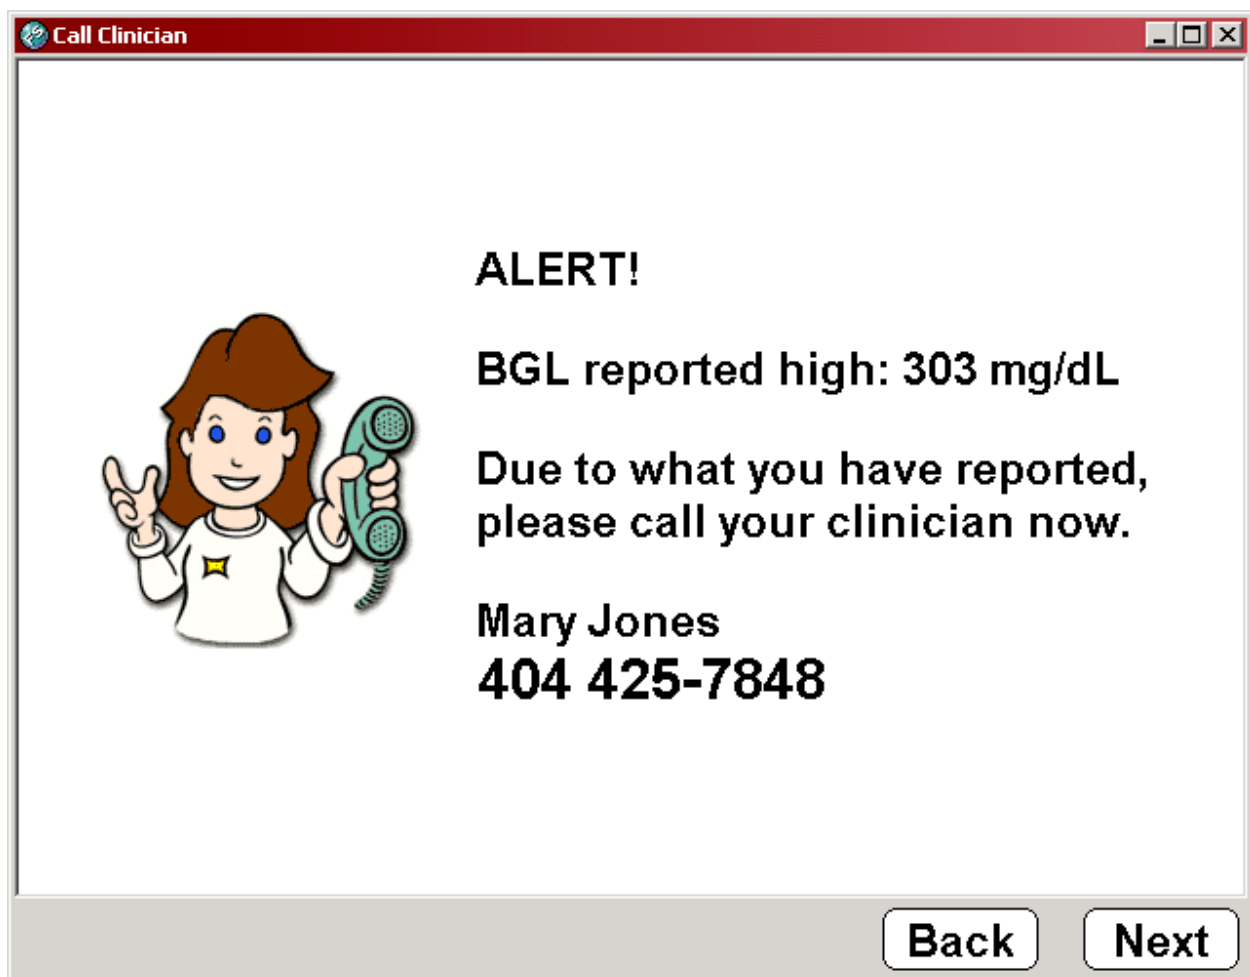 Call Clinician
ALERT!
BGL reported high: 303 mg/dL
Due to what you have reported,
please call your clinician now.
Mary Jones
404 425-7848
Back
Next